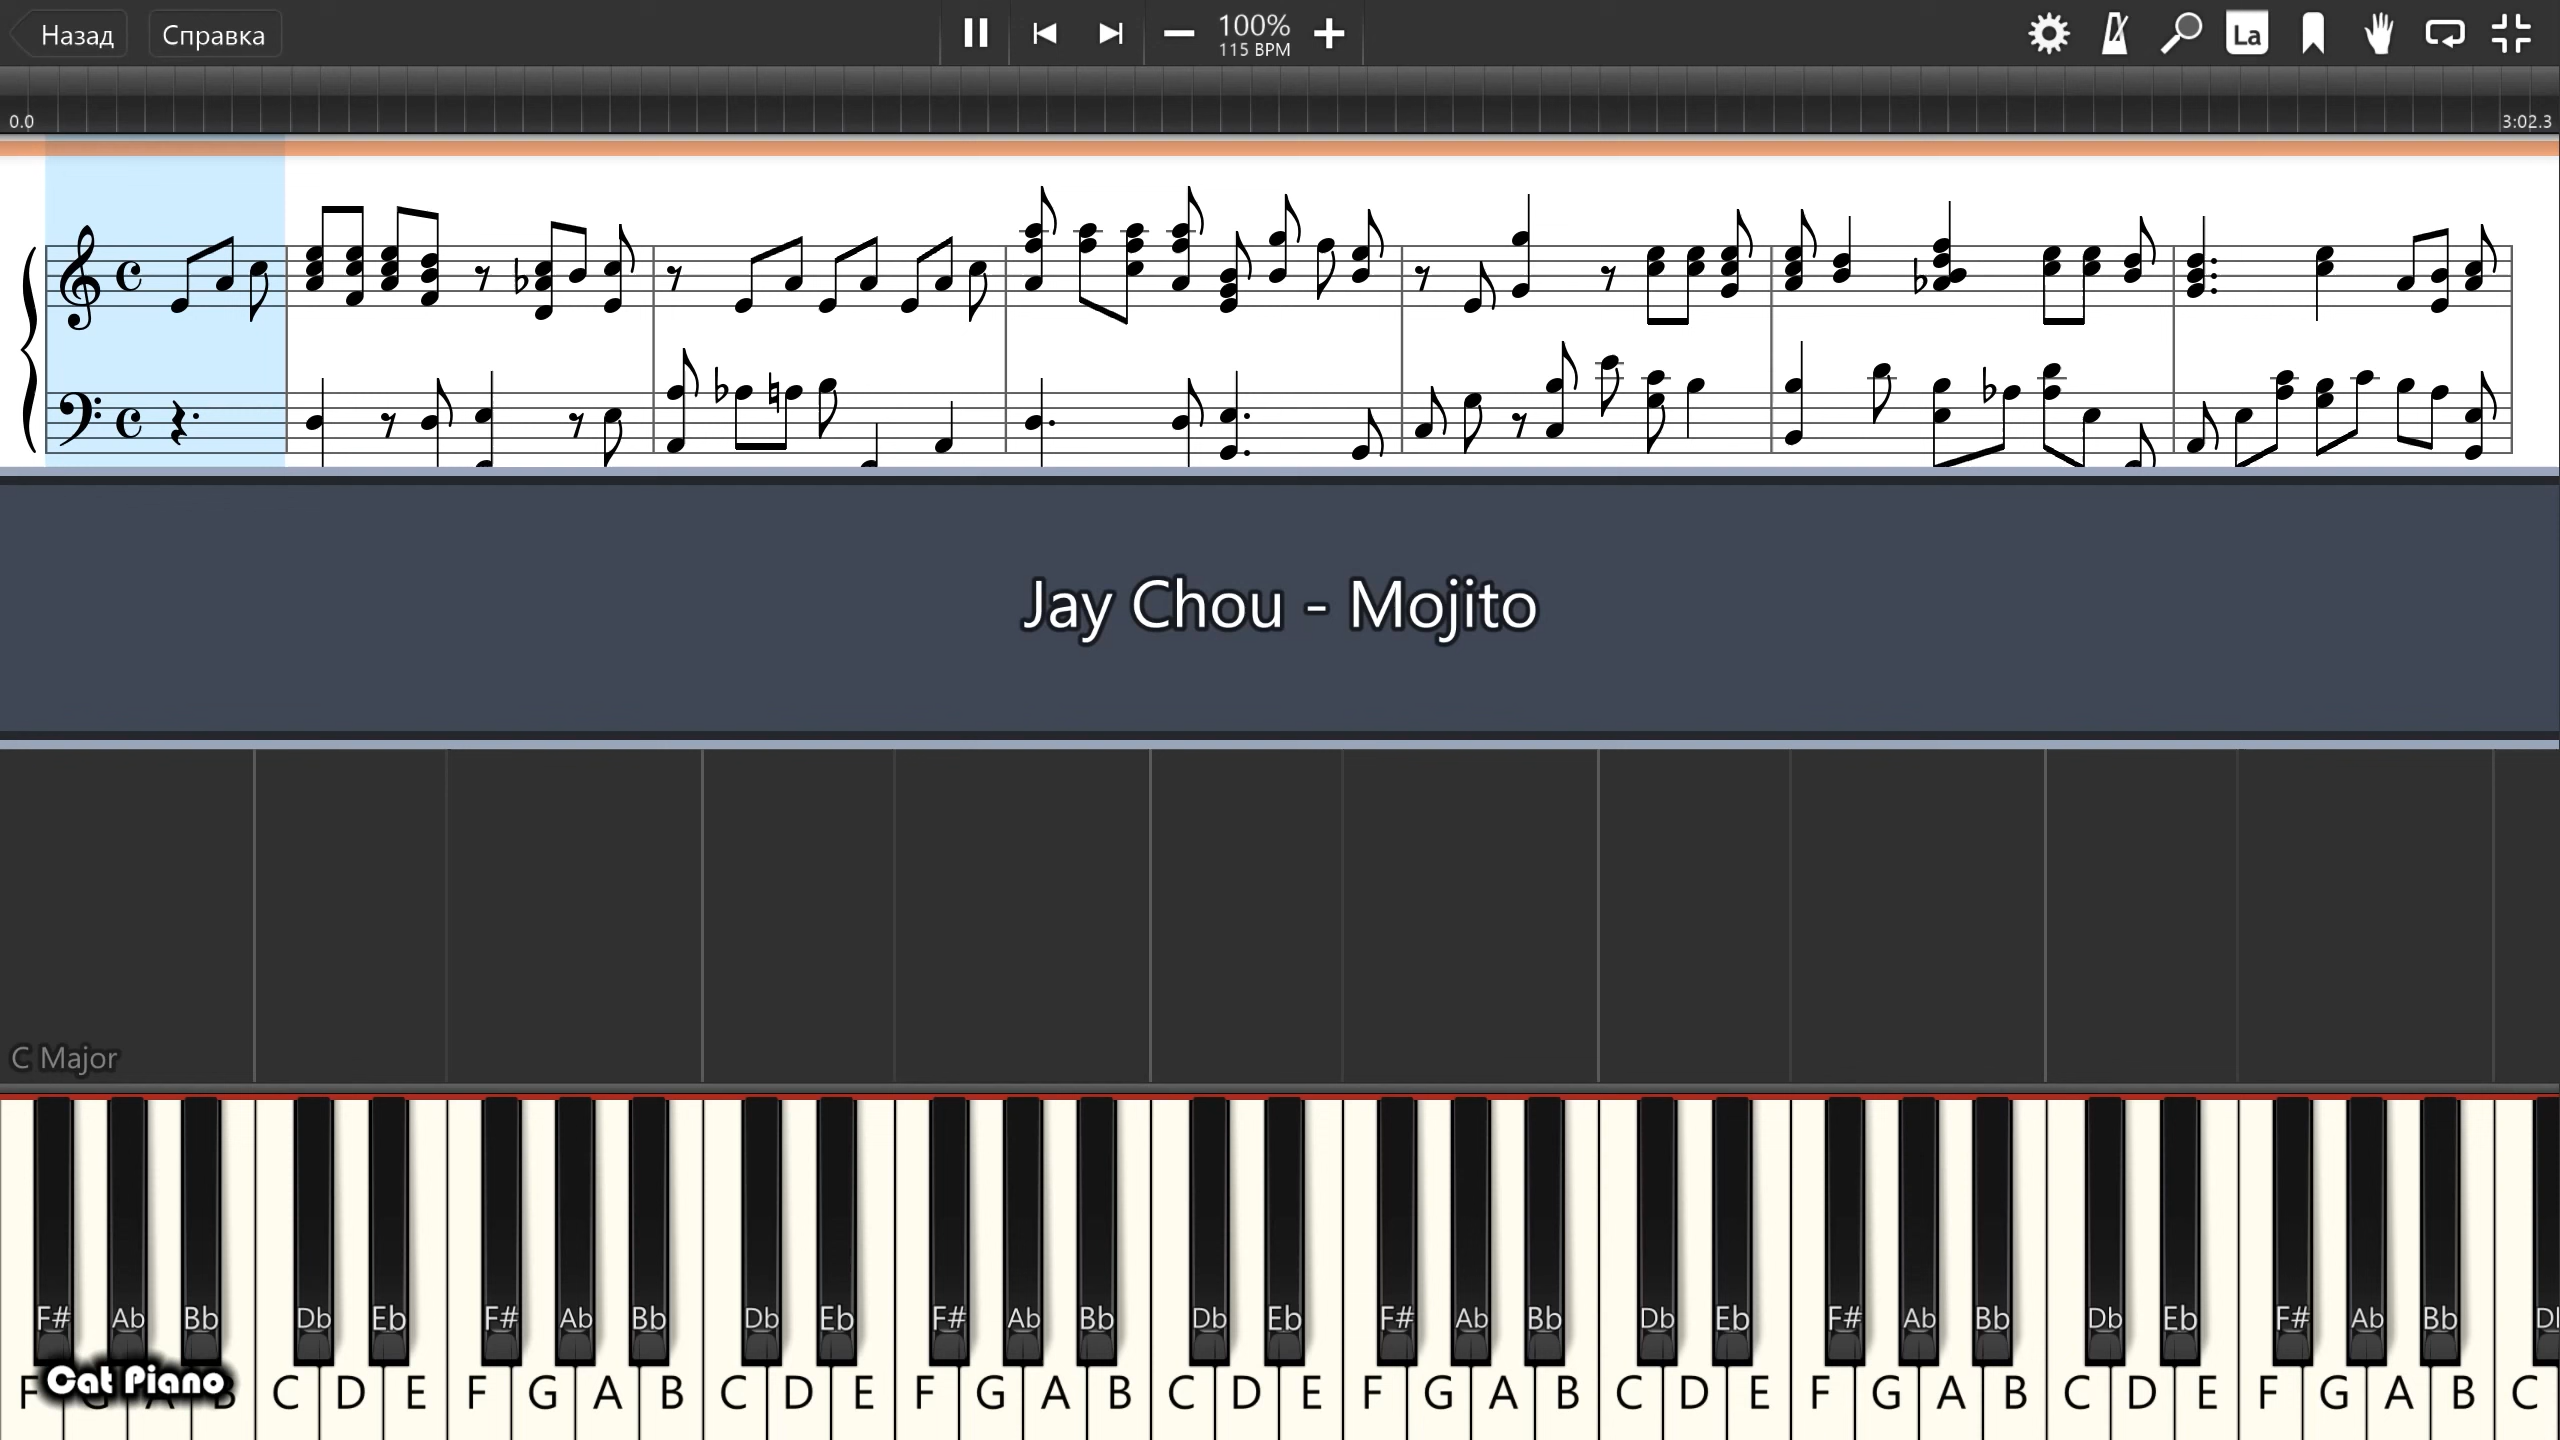 Назад Справка 100% La
115 BPM
0.0 3:02.3
Jay Chou - Mojito
C Major
F# Ab Bb Db Eb F# Ab Bb Db Eb F# Ab Bb Db Eb F# Ab Bb Db Eb F# Ab Bb Db Eb F# Ab Bb
Cat Piano
F G A B C D E F G A B C D E F G A B C D E F G A B C D E F G A B C D E F G A B C